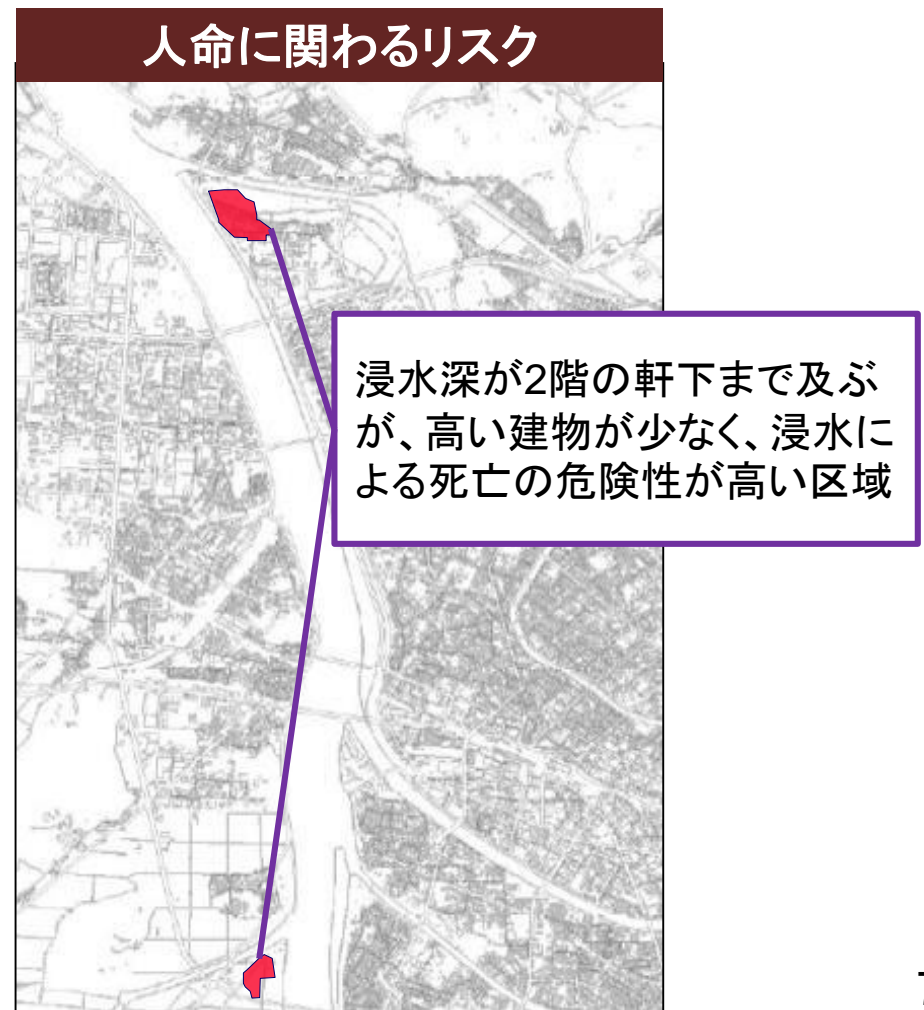 人命に関わるリスク
浸水深が2階の軒下まで及ぶ
が、高い建物が少なく、浸水に
よる死亡の危険性が高い区域